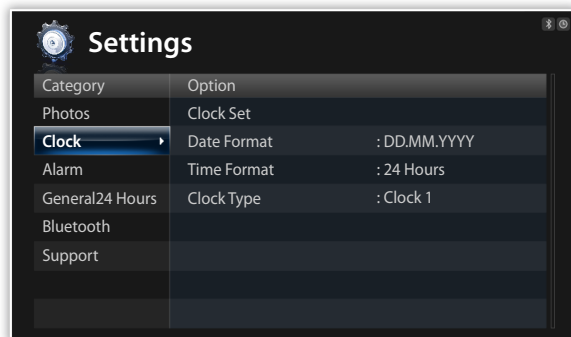 Settings
Category Option
Photos Clock Set
Clock Date Format : DD.MM.YYYY
Alarm Time Format : 24 Hours
General24 Hours Clock Type : Clock 1
Bluetooth
Support